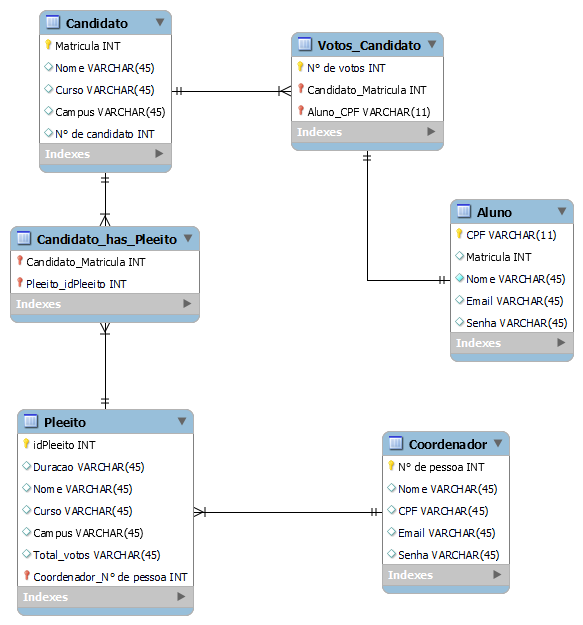 Candidato
Matricula INT
Nome VARCHAR(45)
Curso VARCHAR(45)
Campus VARCHAR(45)
N° de candidato INT
Indexes
Votos_Candidato
N° de votos INT
Candidato_Matricula INT
Aluno_CPF VARCHAR(11)
Indexes
Aluno
CPF VARCHAR(11)
Matricula INT
Nome VARCHAR(45)
Email VARCHAR(45)
Senha VARCHAR(45)
Indexes
Candidato_has_Pleeito
Candidato_Matricula INT
Pleeito_idPleeito INT
Indexes
Pleeito
idPleeito INT
Duracao VARCHAR(45)
Nome VARCHAR(45)
Curso VARCHAR(45)
Campus VARCHAR(45)
Total_votos VARCHAR(45)
Coordenador_N° de pessoa INT
Indexes
Coordenador
N° de pessoa INT
Nome VARCHAR(45)
CPF VARCHAR(45)
Email VARCHAR(45)
Senha VARCHAR(45)
Indexes